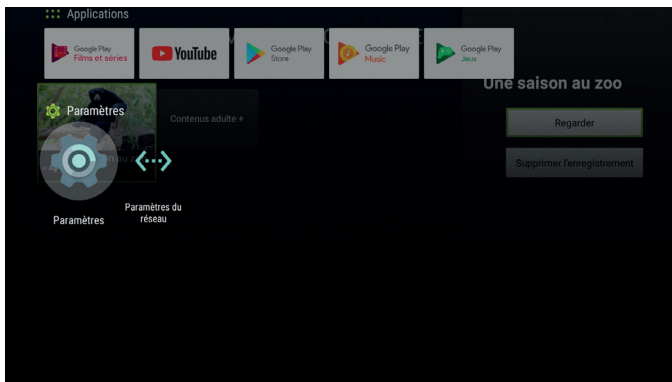 Applications
Google Play
Films et séries
YouTube
Google Play
Store
Google Play
Music
Google Play
Jeux
Une saison au zoo
Paramètres
Contenus adulte +
Regarder
Supprimer l'enregistrement
Paramètres
Paramètres du
réseau